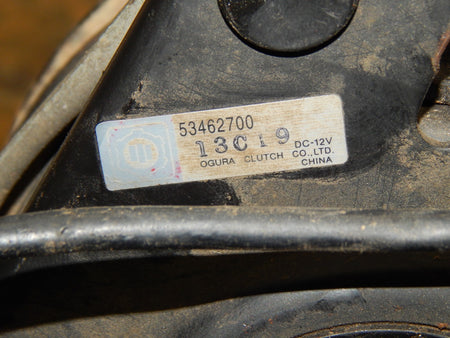 53462700
13C19 DC-12V
OGURA CLUTCH CO.,LTD.
CHINA